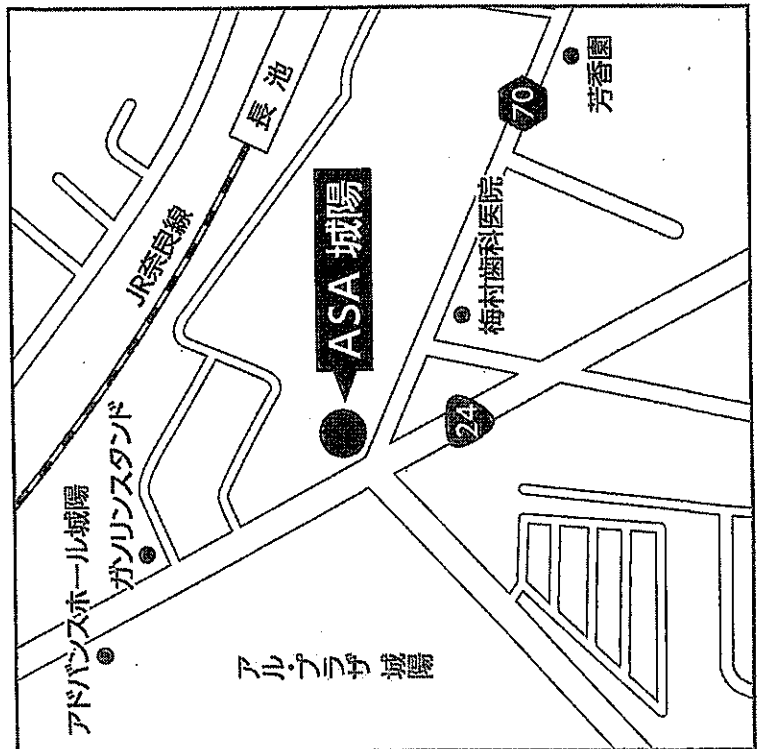 長池
JR奈良線
芳香園
70
ASA 城陽
梅村歯科医院
24
ガソリンスタンド
アドバンスホール城陽
アル・プラザ 城陽